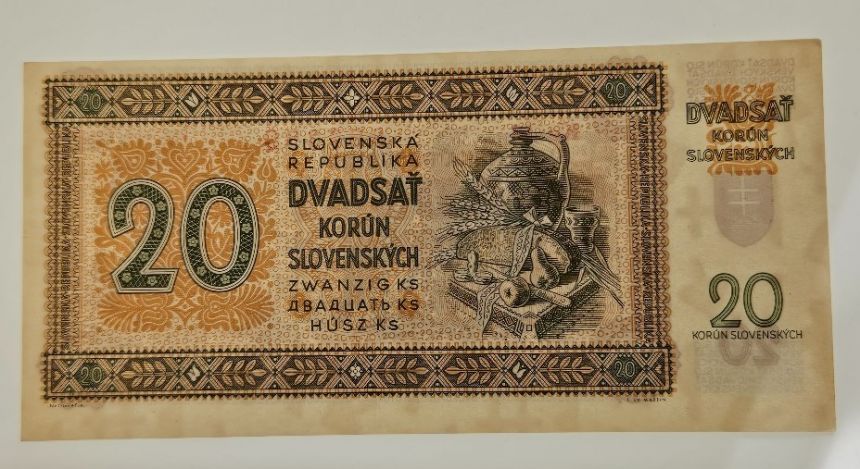 20
20
20
SLOVENSKÁ
REPUBLIKA
DVADSAŤ
KORÚN
SLOVENSKÝCH
ZWANZIG KS
ДВАДЦАТЬ KS
HÚSZ KS
20
20
DVADSAŤ
KORÚN
SLOVENSKÝCH
20
KORÚN SLOVENSKÝCH